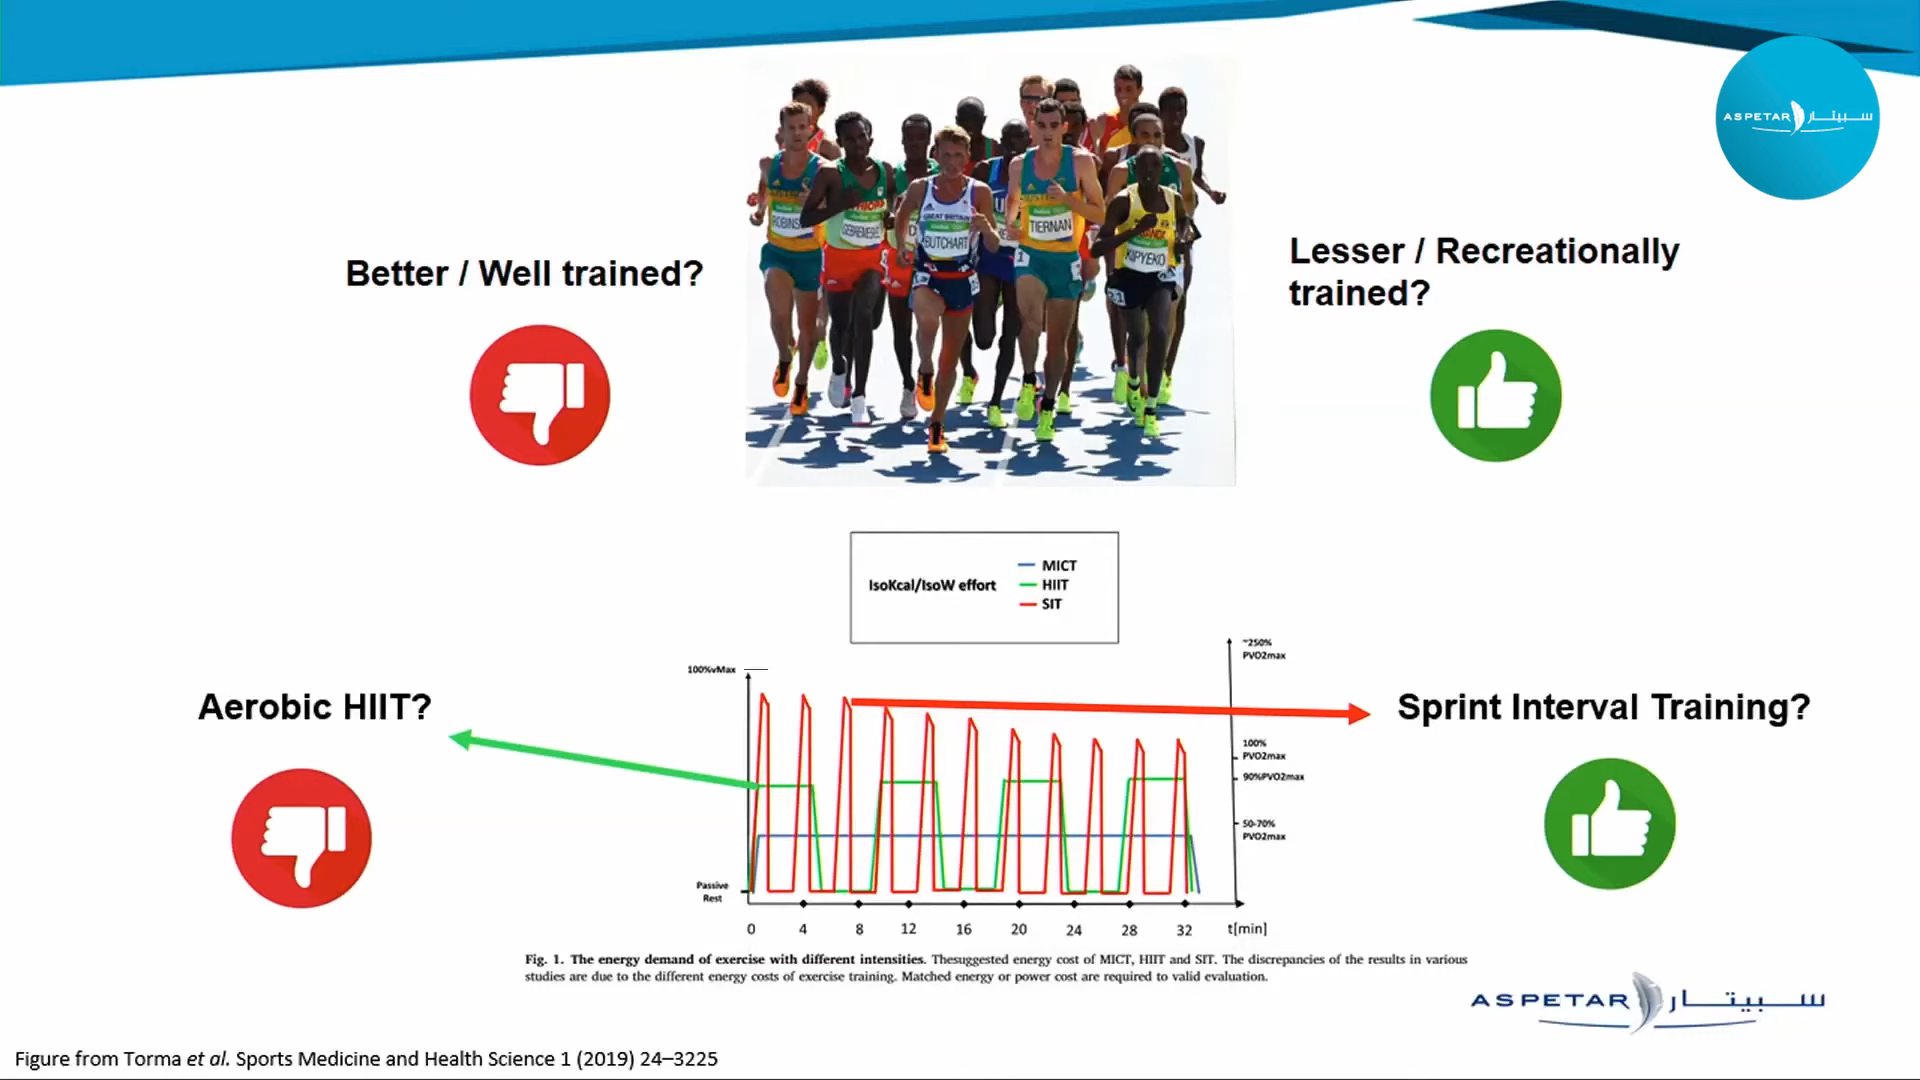 ASPETAR سبيتار
Better / Well trained?
Lesser / Recreationally
trained?
GREAT BRITAIN
BUTCHART
TIERNAN
KIPYEKO
IsoKcal/IsoW effort
MICT
HIIT
SIT
Aerobic HIIT?
Sprint Interval Training?
100%vMax
~250%
PVO2max
100%
PVO2max
90%PVO2max
50-70%
PVO2max
Passive
Rest
0 4 8 12 16 20 24 28 32 t[min]
Fig. 1. The energy demand of exercise with different intensities. Thesuggested energy cost of MICT, HIIT and SIT. The discrepancies of the results in various
studies are due to the different energy costs of exercise training. Matched energy or power cost are required to valid evaluation.
ASPETAR سبيتار
Figure from Torma et al. Sports Medicine and Health Science 1 (2019) 24–3225